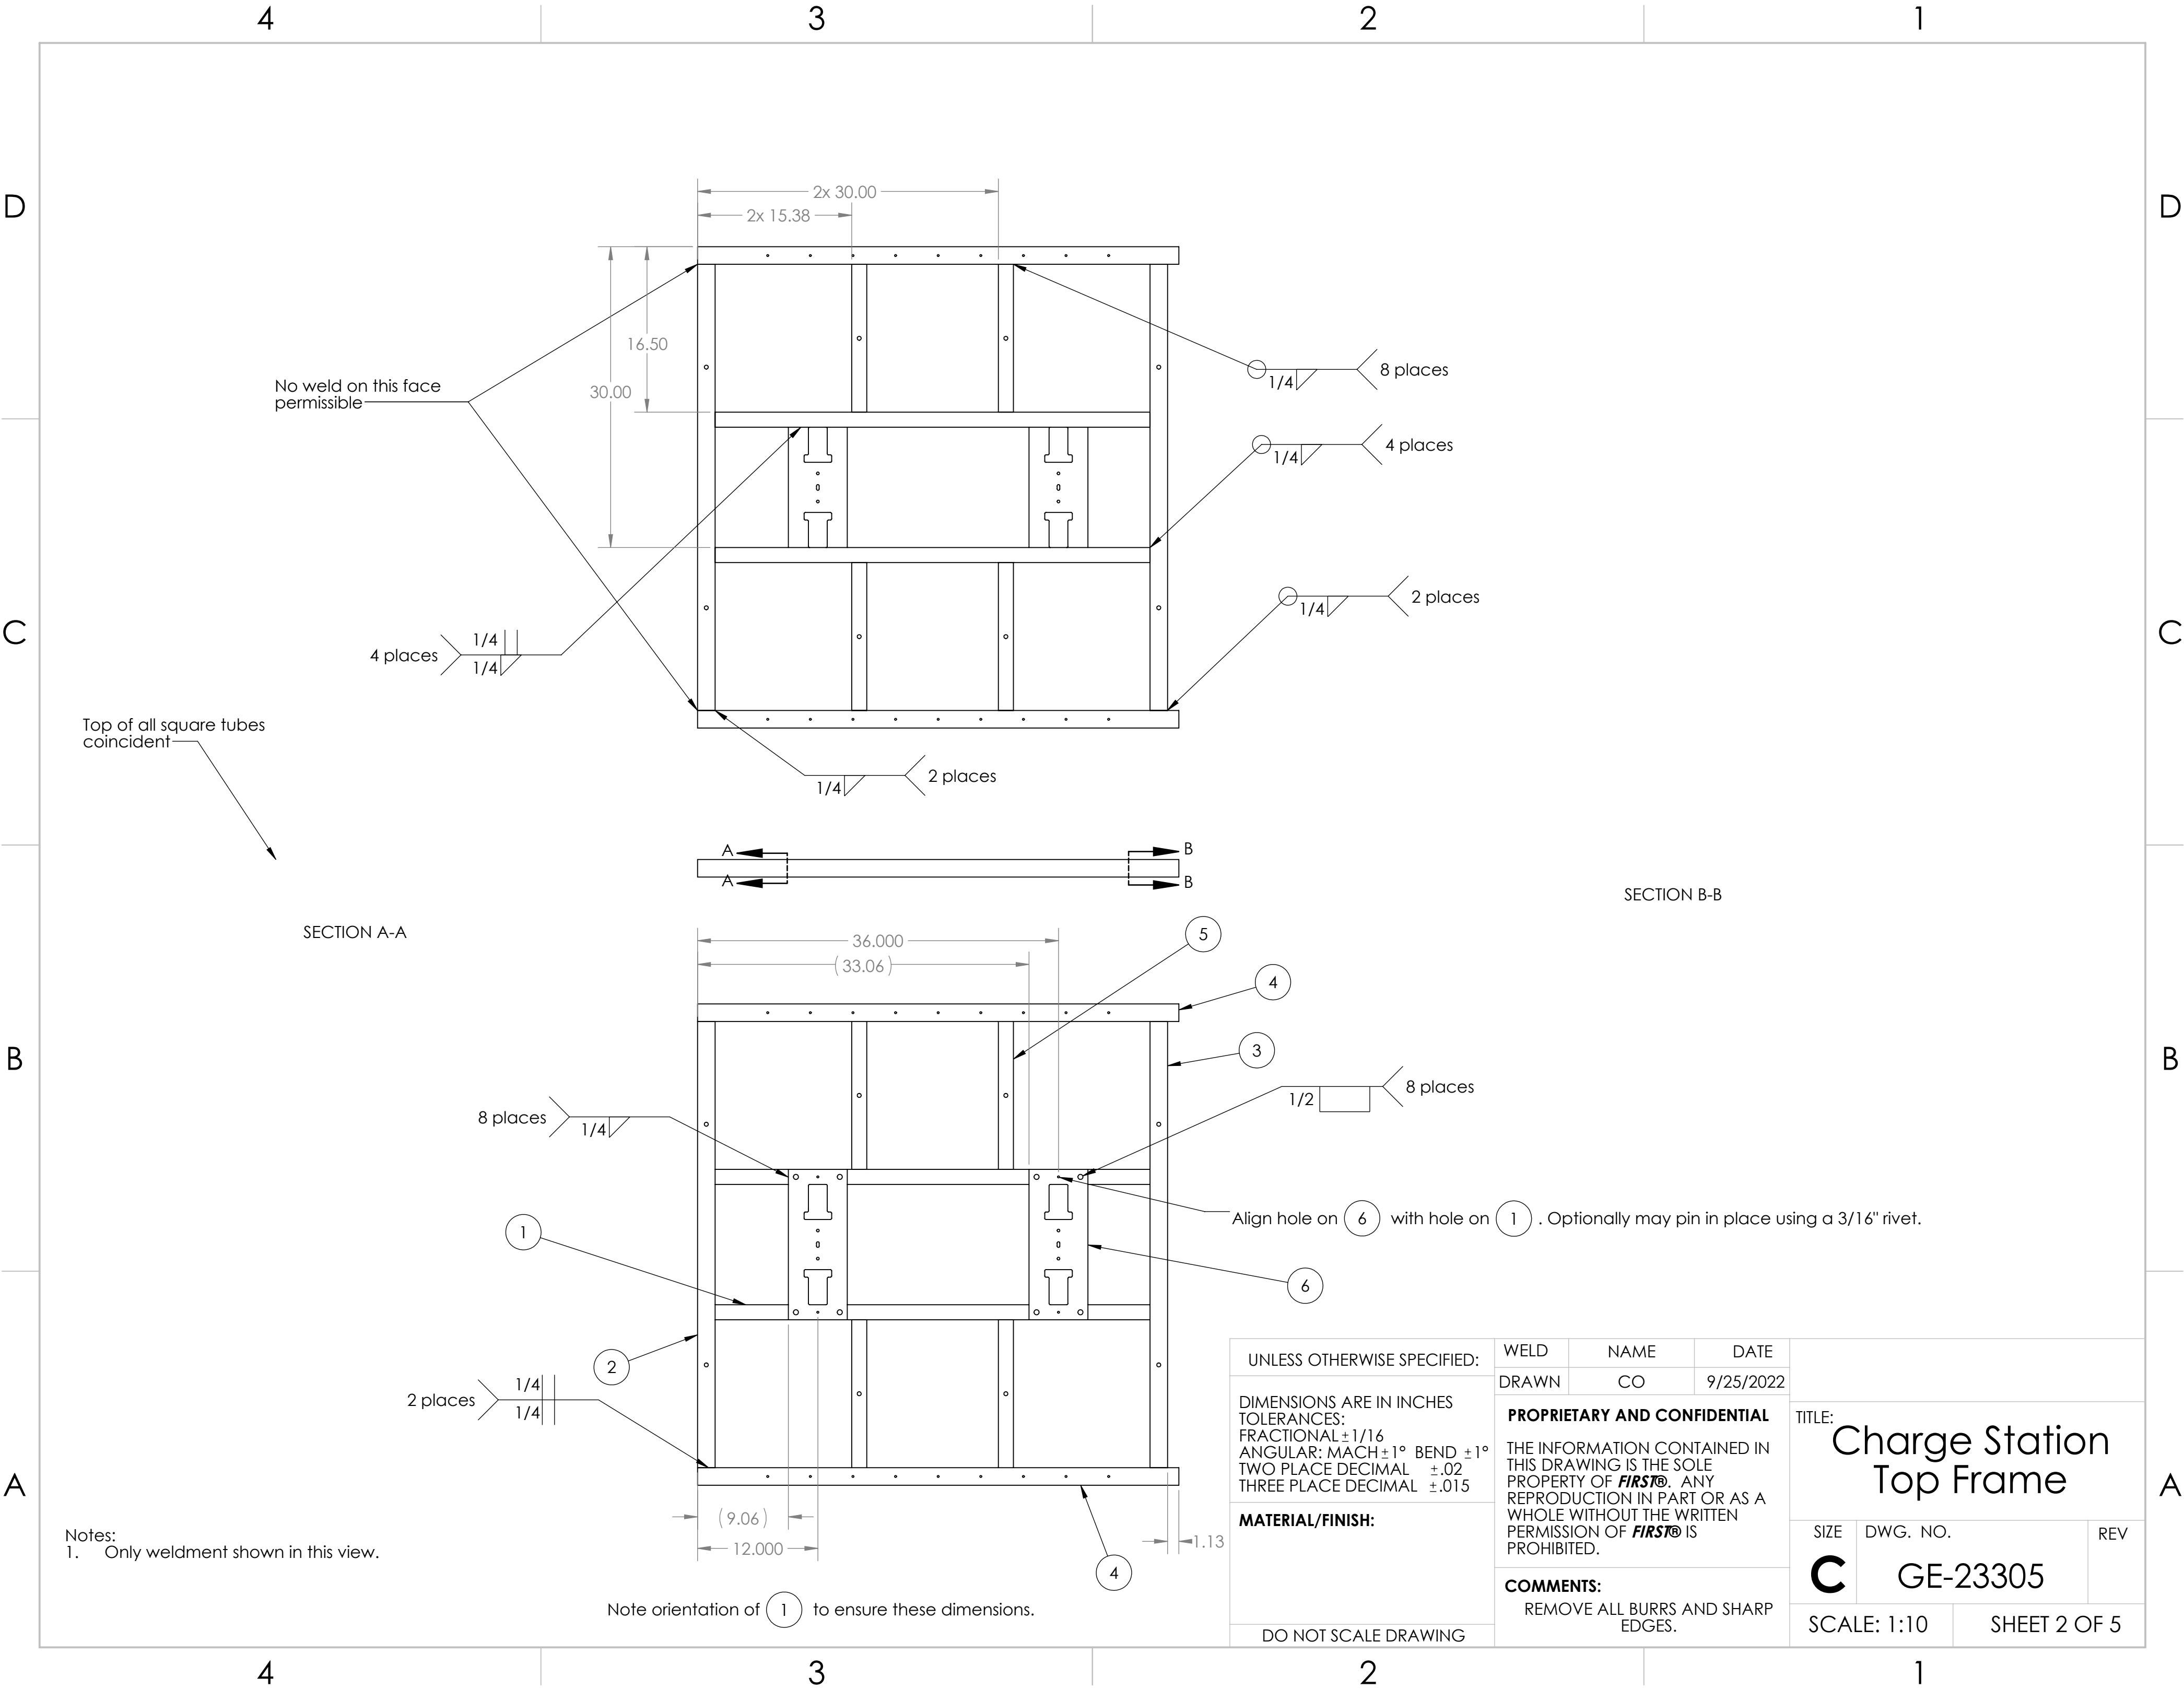 4 3 2 1
D D
2x 30.00
2x 15.38
16.50
30.00
No weld on this face
permissible
1/4 8 places
1/4 4 places
C C
1/4 2 places
4 places 1/4
1/4
Top of all square tubes
coincident
1/4 2 places
A B
A B
SECTION B-B
SECTION A-A
36.000
(33.06)
5
4
3
B B
8 places 1/4
1/2 8 places
Align hole on 6 with hole on 1 . Optionally may pin in place using a 3/16" rivet.
1
6
2
2 places 1/4
1/4
A A
(9.06)
12.000
1.13
4
Notes:
1. Only weldment shown in this view.
Note orientation of 1 to ensure these dimensions.
UNLESS OTHERWISE SPECIFIED:
DIMENSIONS ARE IN INCHES
TOLERANCES:
FRACTIONAL ±1/16
ANGULAR: MACH ±1° BEND ±1°
TWO PLACE DECIMAL ±.02
THREE PLACE DECIMAL ±.015
MATERIAL/FINISH:
DO NOT SCALE DRAWING
WELD NAME DATE
DRAWN CO 9/25/2022
PROPRIETARY AND CONFIDENTIAL
THE INFORMATION CONTAINED IN
THIS DRAWING IS THE SOLE
PROPERTY OF FIRST®. ANY
REPRODUCTION IN PART OR AS A
WHOLE WITHOUT THE WRITTEN
PERMISSION OF FIRST® IS
PROHIBITED.
COMMENTS:
REMOVE ALL BURRS AND SHARP
EDGES.
TITLE:
Charge Station
Top Frame
SIZE DWG. NO. REV
C GE-23305
SCALE: 1:10 SHEET 2 OF 5
4 3 2 1